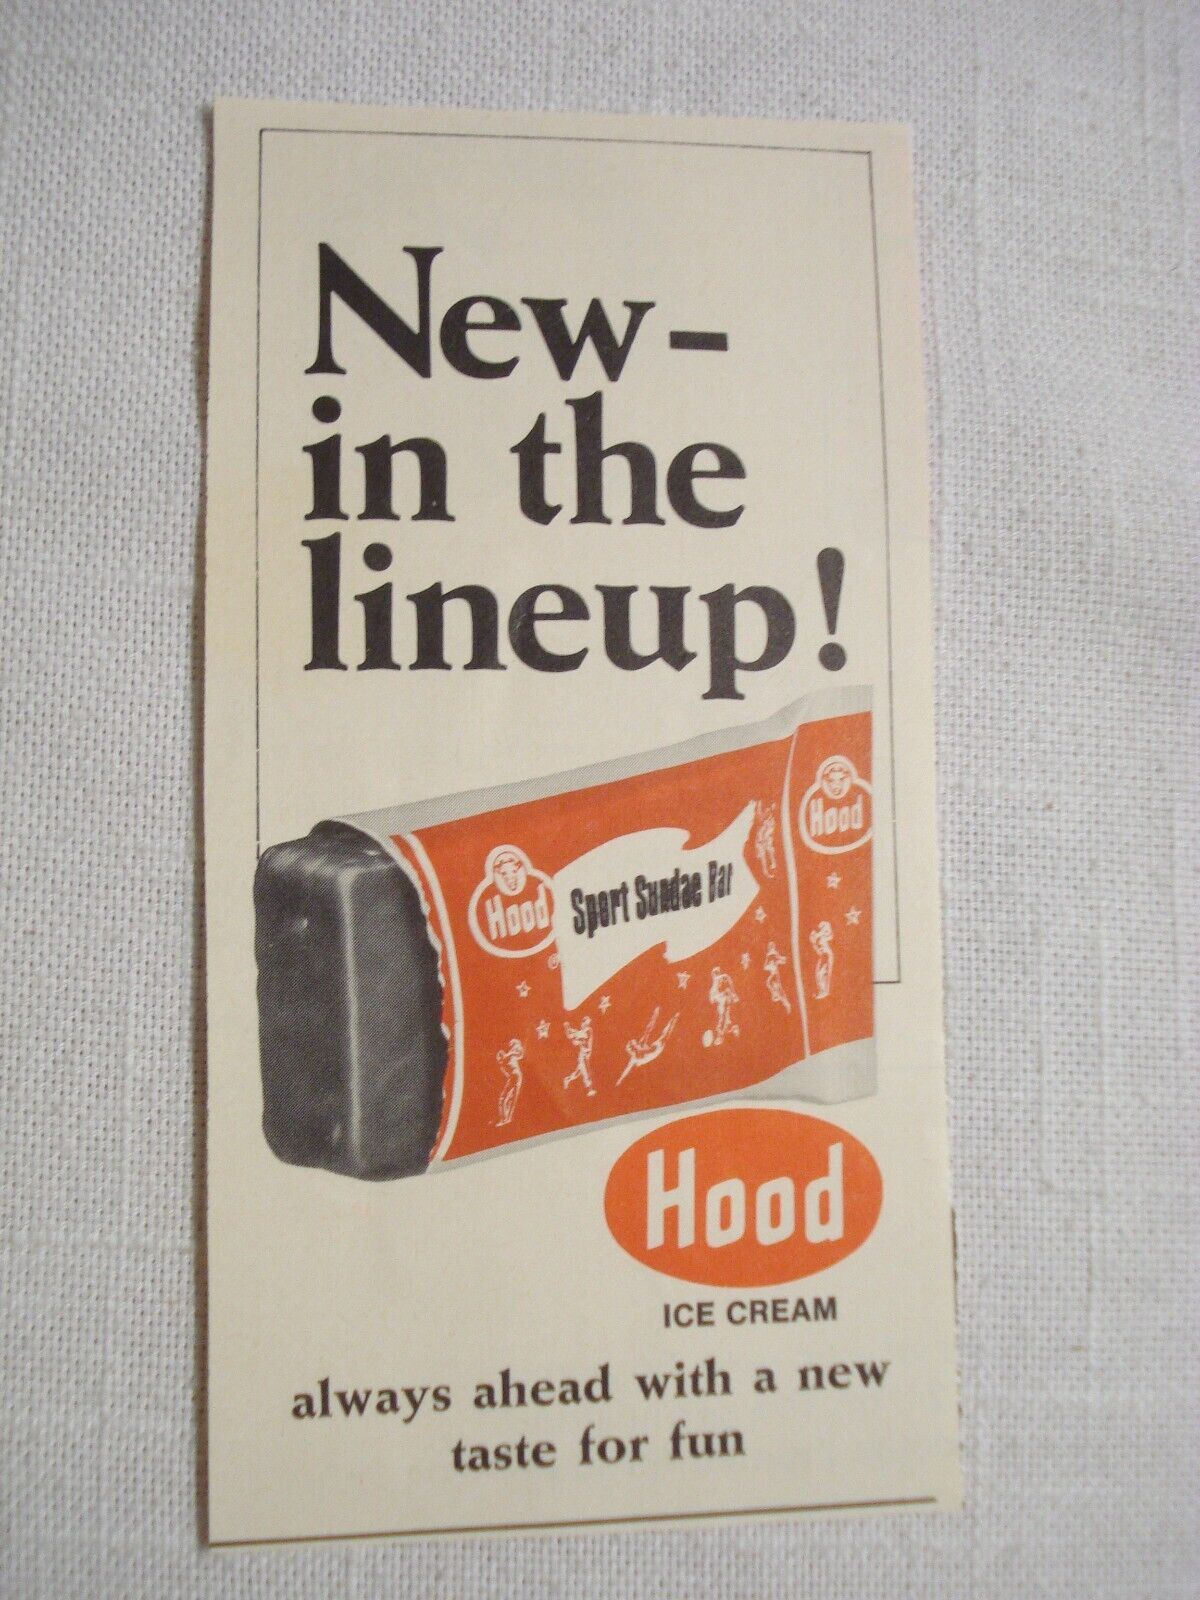 New-
in the
lineup!
Hood
Sport Sundae Bar
Hood
Hood
ICE CREAM
always ahead with a new
taste for fun